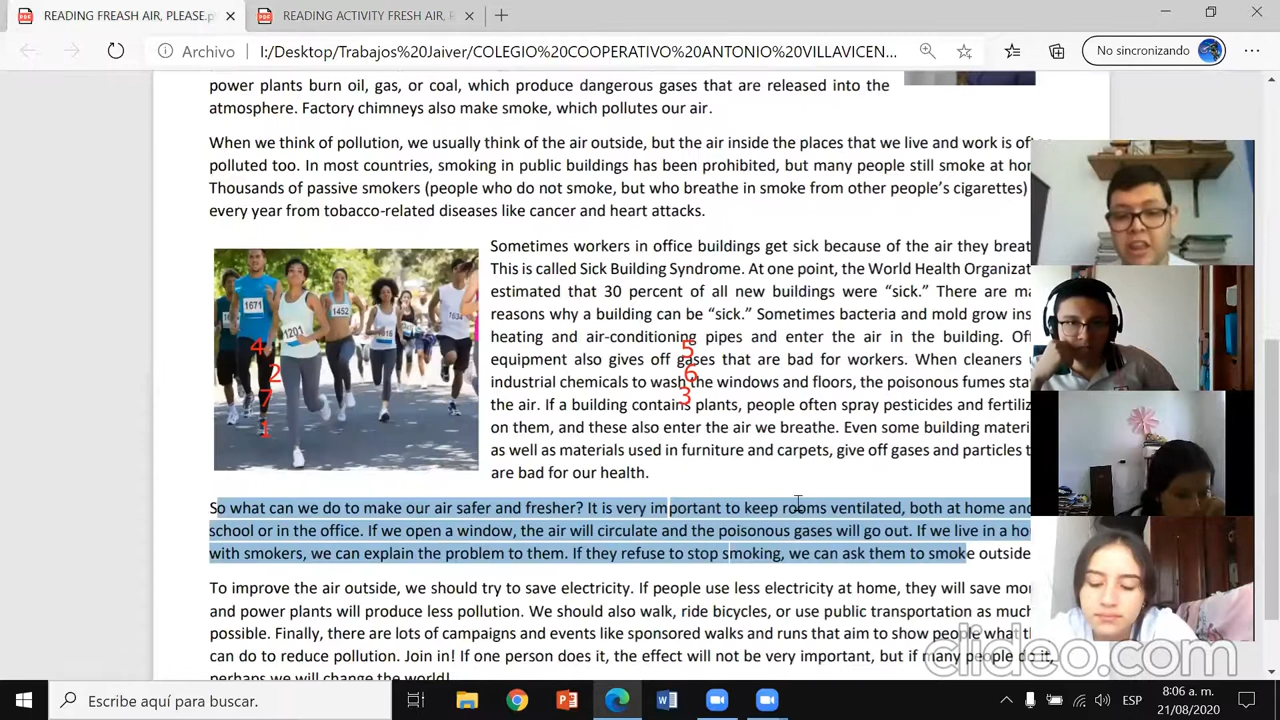 READING FREASH AIR, PLEASE.p
READING ACTIVITY FRESH AIR, P
Archivo
I:/Desktop/Trabajos%20Jaiver/COLEGIO%20COOPERATIVO%20ANTONIO%20VILLAVICEN...
No sincronizando
power plants burn oil, gas, or coal, which produce dangerous gases that are released into the
atmosphere. Factory chimneys also make smoke, which pollutes our air.
When we think of pollution, we usually think of the air outside, but the air inside the places that we live and work is
polluted too. In most countries, smoking in public buildings has been prohibited, but many people still smoke at
Thousands of passive smokers (people who do not smoke, but who breathe in smoke from other people's cigarettes)
every year from tobacco-related diseases like cancer and heart attacks.
1671
1452
1201
1616
1634
4
2
7
1
Sometimes workers in office buildings get sick because of the air they
This is called Sick Building Syndrome. At one point, the World Health
estimated that 30 percent of all new buildings were “sick.” There are
reasons why a building can be “sick.” Sometimes bacteria and mold grow
heating and air-conditioning pipes and enter the air in the building.
equipment also gives off gases that are bad for workers. When cleaners
industrial chemicals to wash the windows and floors, the poisonous fumes
the air. If a building contains plants, people often spray pesticides and
on them, and these also enter the air we breathe. Even some building
as well as materials used in furniture and carpets, give off gases and particles
are bad for our health.
5
6
3
So what can we do to make our air safer and fresher? It is very important to keep rooms ventilated, both at home and
school or in the office. If we open a window, the air will circulate and the poisonous gases will go out. If we live in a
with smokers, we can explain the problem to them. If they refuse to stop smoking, we can ask them to smoke outside
To improve the air outside, we should try to save electricity. If people use less electricity at home, they will save
and power plants will produce less pollution. We should also walk, ride bicycles, or use public transportation as much
possible. Finally, there are lots of campaigns and events like sponsored walks and runs that aim to show people what
can do to reduce pollution. Join in! If one person does it, the effect will not be very important, but if many people do it,
perhaps we will change the world!
clideo.com
Escribe aquí para buscar.
ESP
8:06 a. m.
21/08/2020